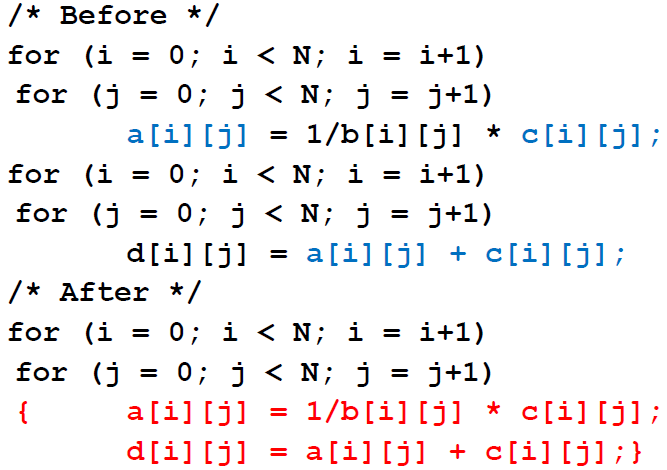 /* Before */
for (i = 0; i < N; i = i+1)
for (j = 0; j < N; j = j+1)
a[i][j] = 1/b[i][j] * c[i][j];
for (i = 0; i < N; i = i+1)
for (j = 0; j < N; j = j+1)
d[i][j] = a[i][j] + c[i][j];
/* After */
for (i = 0; i < N; i = i+1)
for (j = 0; j < N; j = j+1)
{ a[i][j] = 1/b[i][j] * c[i][j];
d[i][j] = a[i][j] + c[i][j];}